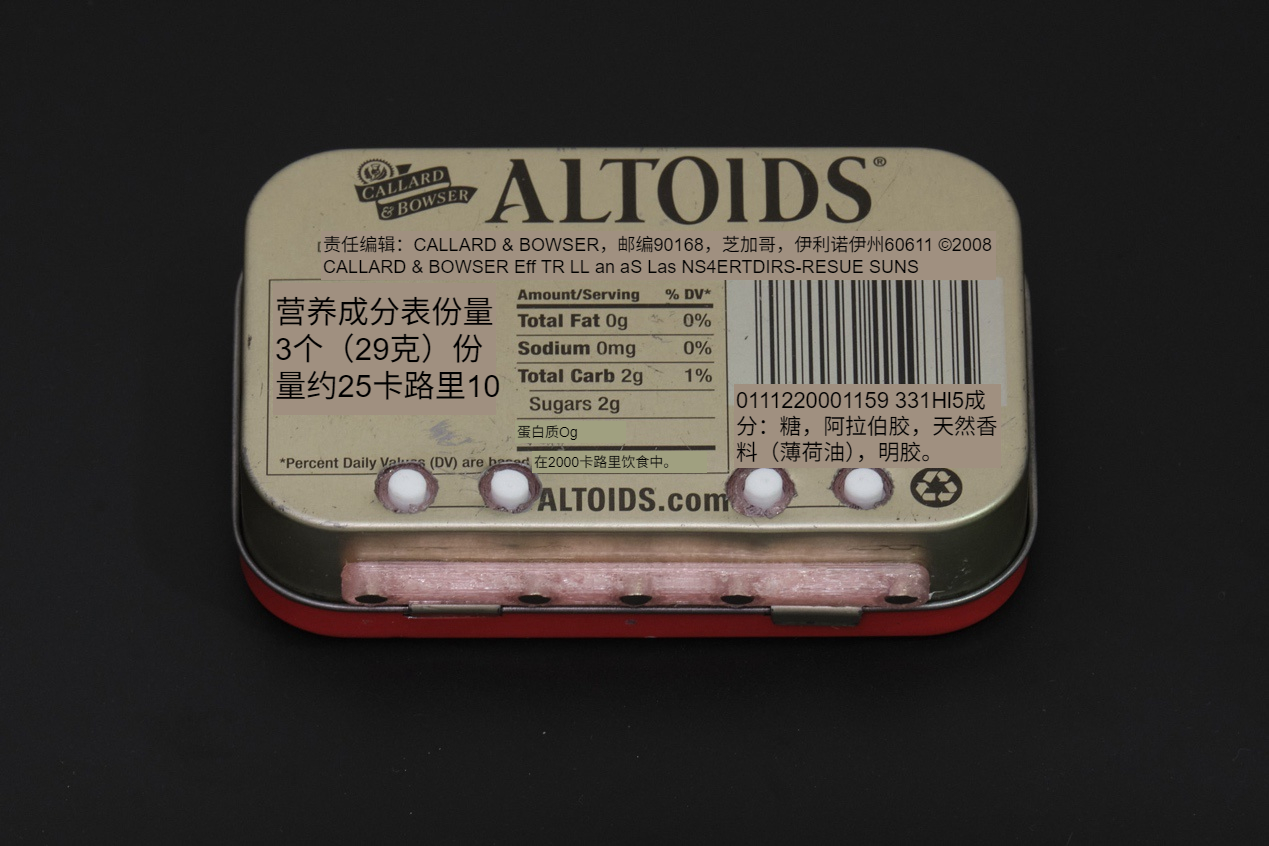 CALLARD
& BOWSER
ALTOIDS®
责任编辑：CALLARD & BOWSER，邮编90168，芝加哥，伊利诺伊州60611 ©2008
CALLARD & BOWSER Eff TR LL an aS Las NS4ERTDIRS-RESUE SUNS
营养成分表份量
3个（29克）份
量约25卡路里10
Amount/Serving % DV*
Total Fat 0g 0%
Sodium 0mg 0%
Total Carb 2g 1%
Sugars 2g
蛋白质Og
*Percent Daily Values (DV) are based 在2000卡路里饮食中。
0111220001159 331HI5成
分：糖，阿拉伯胶，天然香
料（薄荷油），明胶。
ALTOIDS.com